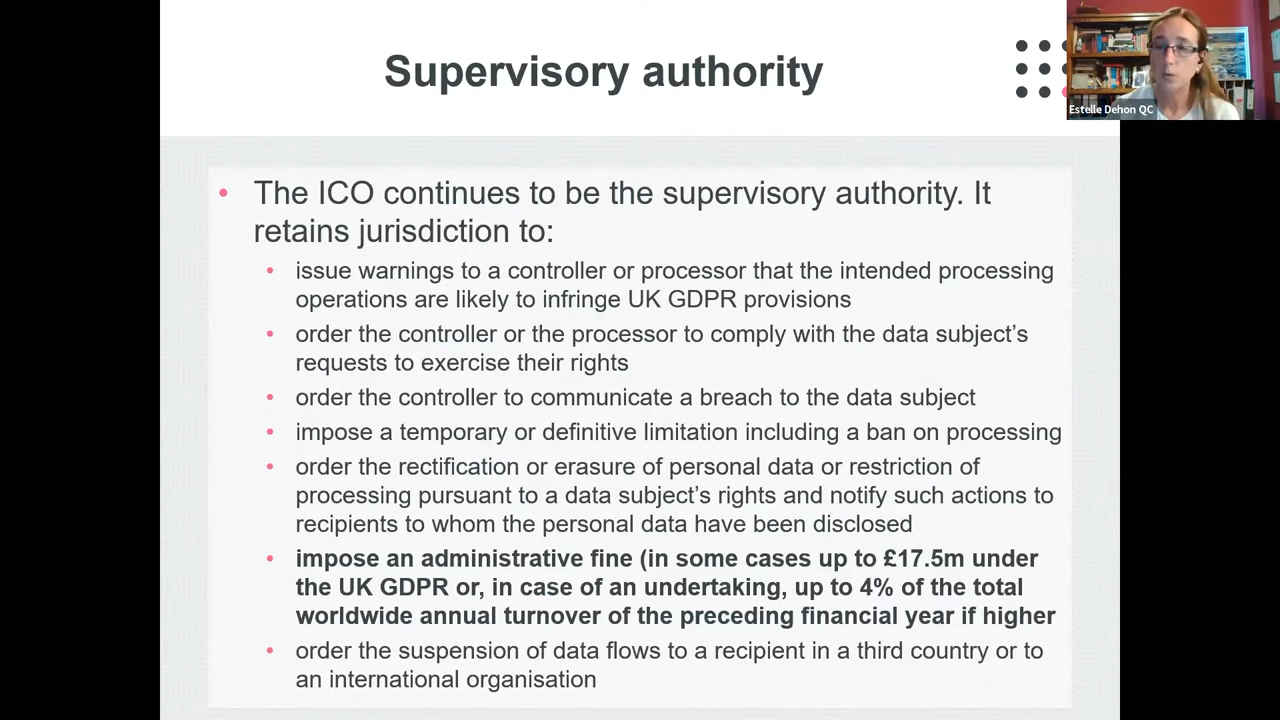 Supervisory authority
Estelle Dehon QC
• The ICO continues to be the supervisory authority. It
retains jurisdiction to:
• issue warnings to a controller or processor that the intended processing
operations are likely to infringe UK GDPR provisions
• order the controller or the processor to comply with the data subject’s
requests to exercise their rights
• order the controller to communicate a breach to the data subject
• impose a temporary or definitive limitation including a ban on processing
• order the rectification or erasure of personal data or restriction of
processing pursuant to a data subject’s rights and notify such actions to
recipients to whom the personal data have been disclosed
• impose an administrative fine (in some cases up to £17.5m under
the UK GDPR or, in case of an undertaking, up to 4% of the total
worldwide annual turnover of the preceding financial year if higher
• order the suspension of data flows to a recipient in a third country or to
an international organisation